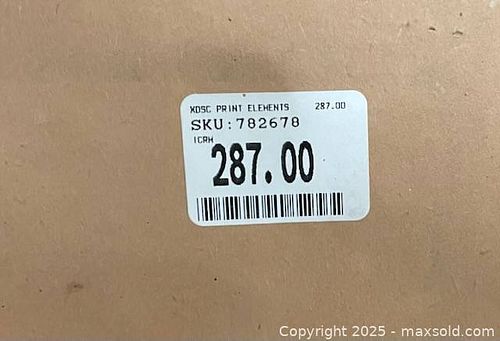 XDSC PRINT ELEMENTS 287.00
SKU:782678
ICRH
287.00
Copyright © 2025 - maxsold.com